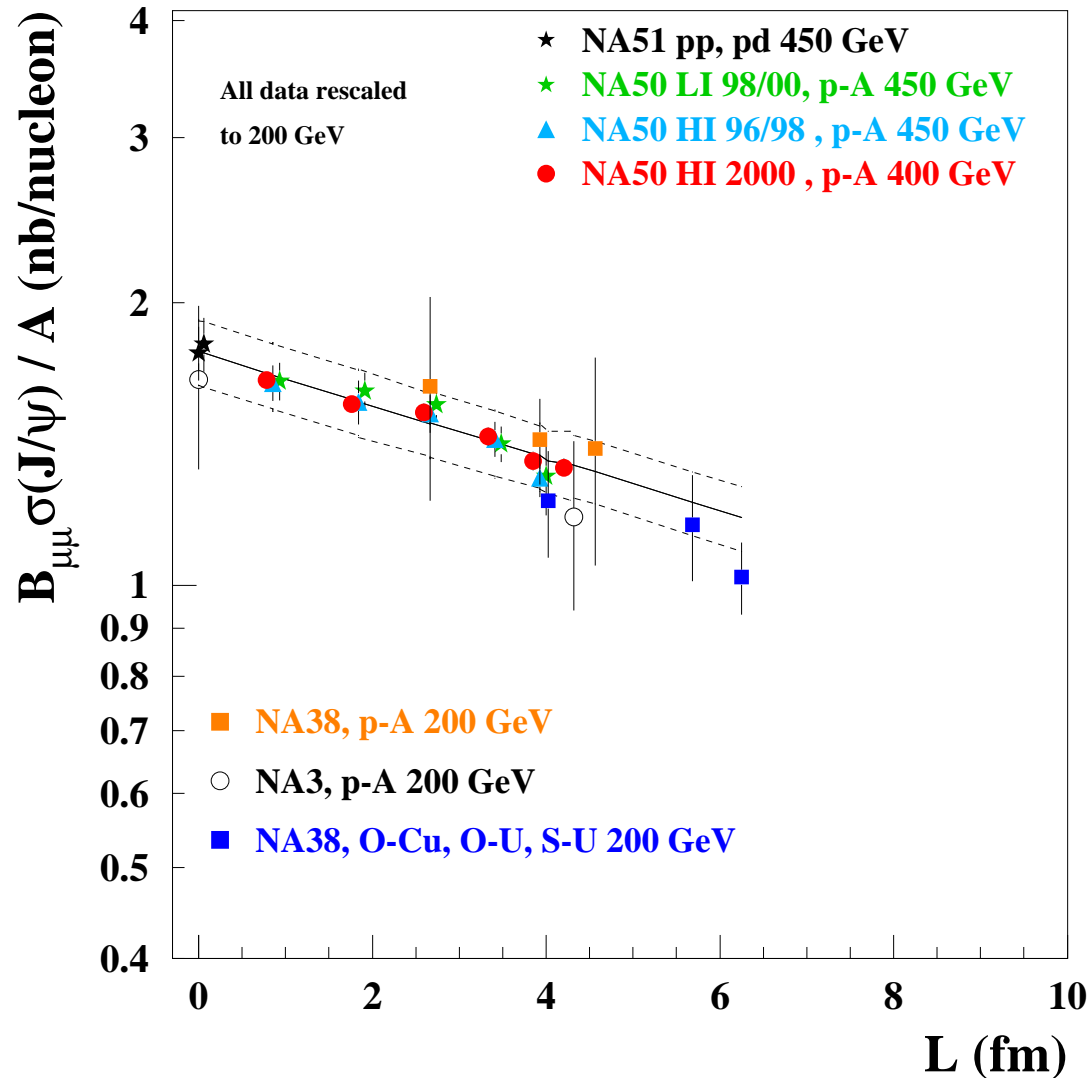 B_μμ σ(J/ψ) / A (nb/nucleon)
4
3
2
1
0.9
0.8
0.7
0.6
0.5
0.4
All data rescaled
to 200 GeV
NA51 pp, pd 450 GeV
NA50 LI 98/00, p-A 450 GeV
NA50 HI 96/98 , p-A 450 GeV
NA50 HI 2000 , p-A 400 GeV
NA38, p-A 200 GeV
NA3, p-A 200 GeV
NA38, O-Cu, O-U, S-U 200 GeV
0 2 4 6 8 10
L (fm)